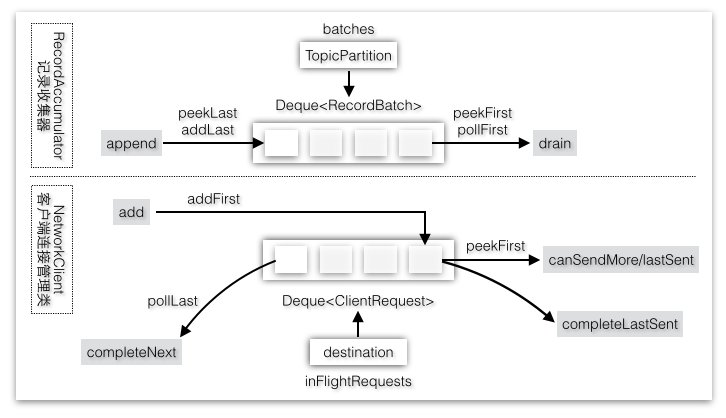 RecordAccumulator
记录收集器
batches
TopicPartition
Deque<RecordBatch>
peekLast
addLast
peekFirst
pollFirst
append
drain
NetworkClient
客户端连接管理类
add
addFirst
peekFirst
canSendMore/lastSent
pollLast
Deque<ClientRequest>
completeLastSent
completeNext
destination
inFlightRequests